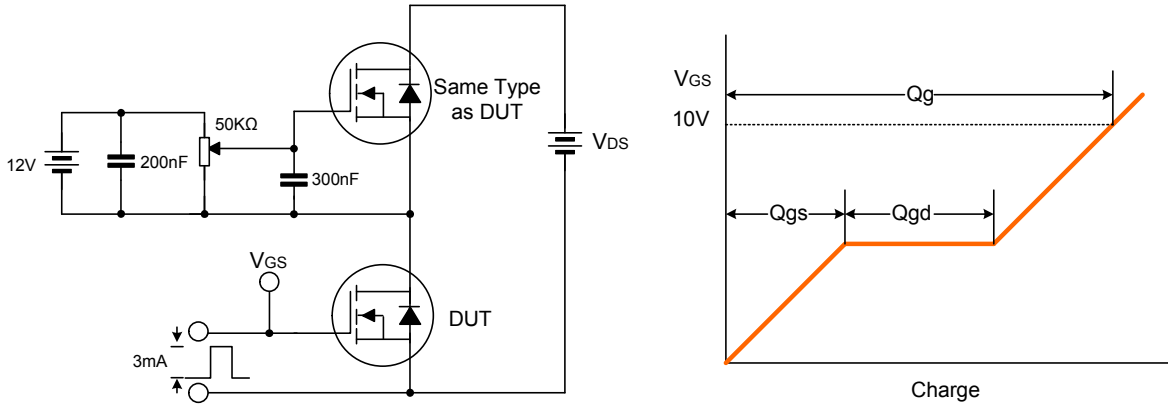 Same Type
as DUT
50KΩ
12V
200nF
300nF
VDS
VGS
DUT
3mA
VGS
10V
Qg
Qgs
Qgd
Charge